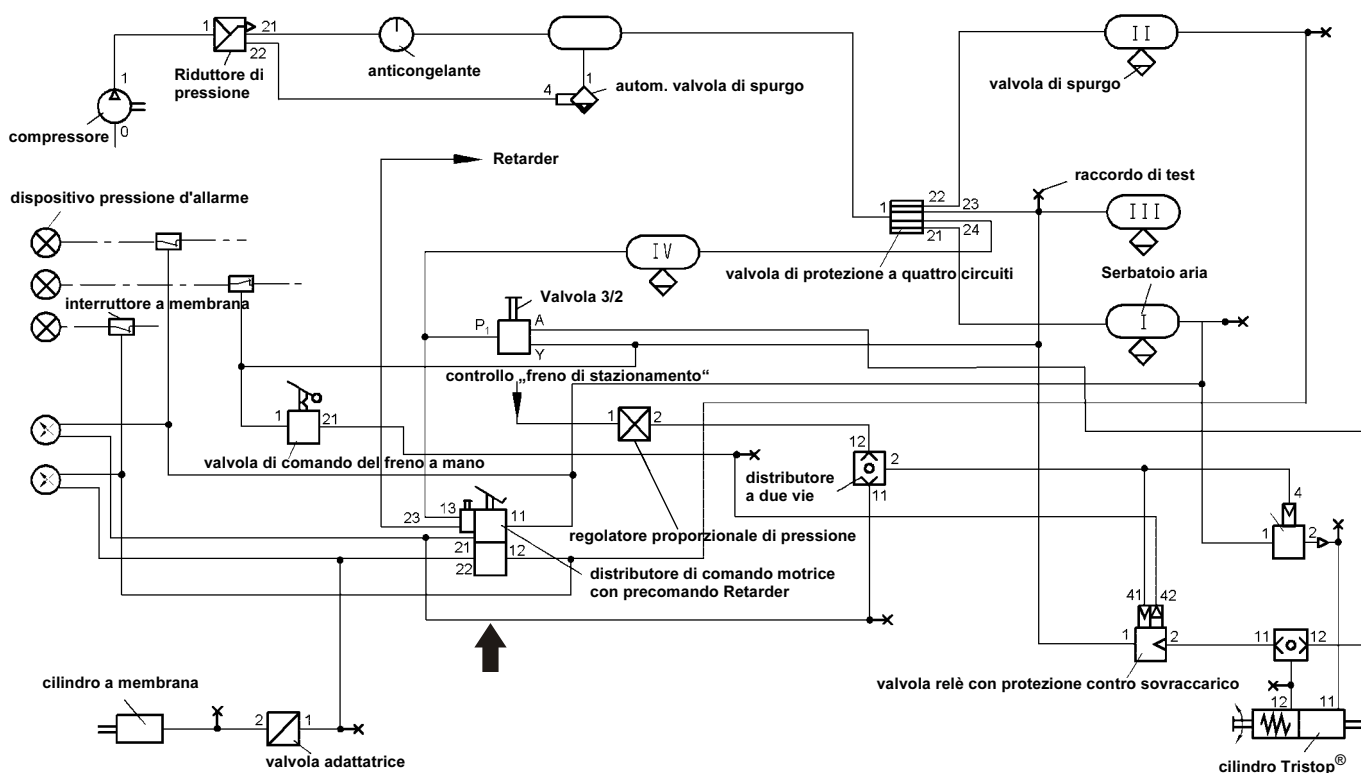 1
21
22
Riduttore di
pressione
anticongelante
1
4
autom. valvola di spurgo
II
valvola di spurgo
1
0
compressore
Retarder
dispositivo pressione d'allarme
raccordo di test
1
22
23
21
24
III
valvola di protezione a quattro circuiti
IV
Serbatoio aria
I
interruttore a membrana
Valvola 3/2
P1
A
Y
controllo „freno di stazionamento“
1
21
valvola di comando del freno a mano
1
2
regolatore proporzionale di pressione
12
2
11
distributore
a due vie
4
1
2
13
23
11
21
12
22
distributore di comando motrice
con precomando Retarder
41
42
1
2
valvola relè con protezione contro sovraccarico
11
12
12
11
cilindro Tristop®
cilindro a membrana
2
1
valvola adattatrice